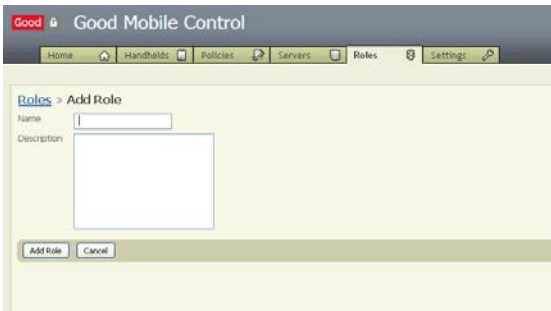 Good Good Mobile Control
Home Handhelds Policies Servers Roles Settings
Roles » Add Role
Name
Description
Add Role Cancel